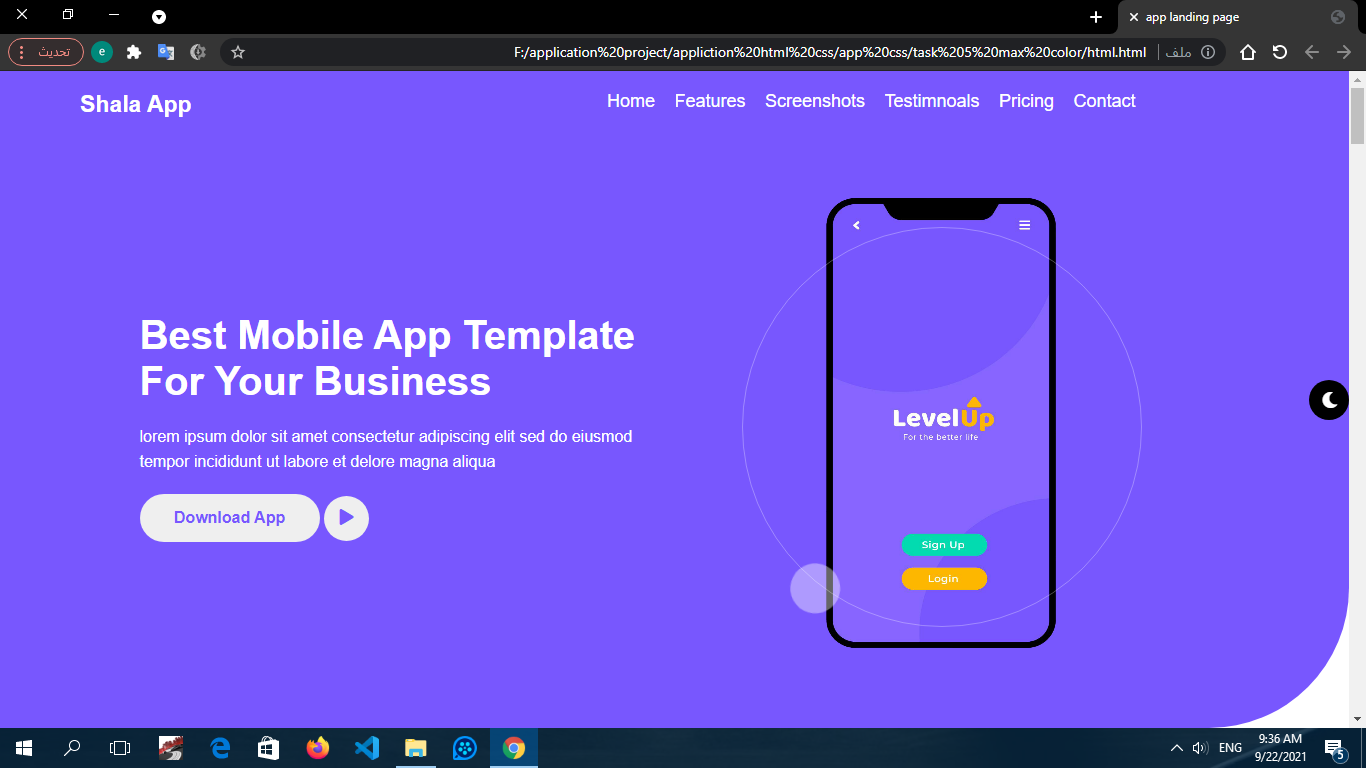 app landing page
تحديث
e
F:/application%20project/appliction%20html%20css/app%20css/task%205%20max%20color/html.html
ملف
Shala App
Home Features Screenshots Testimnoals Pricing Contact
Best Mobile App Template
For Your Business
lorem ipsum dolor sit amet consectetur adipiscing elit sed do eiusmod
tempor incididunt ut labore et delore magna aliqua
Download App
LevelUp
For the better life
Sign Up
Login
ENG
9:36 AM
9/22/2021
5